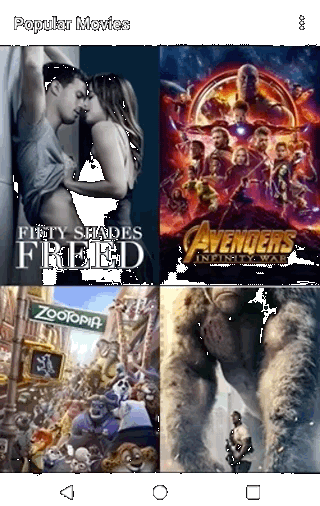 Popular Movies
FIFTY SHADES
FREED
AVENGERS
INFINITY WAR
ZOOTOPIA